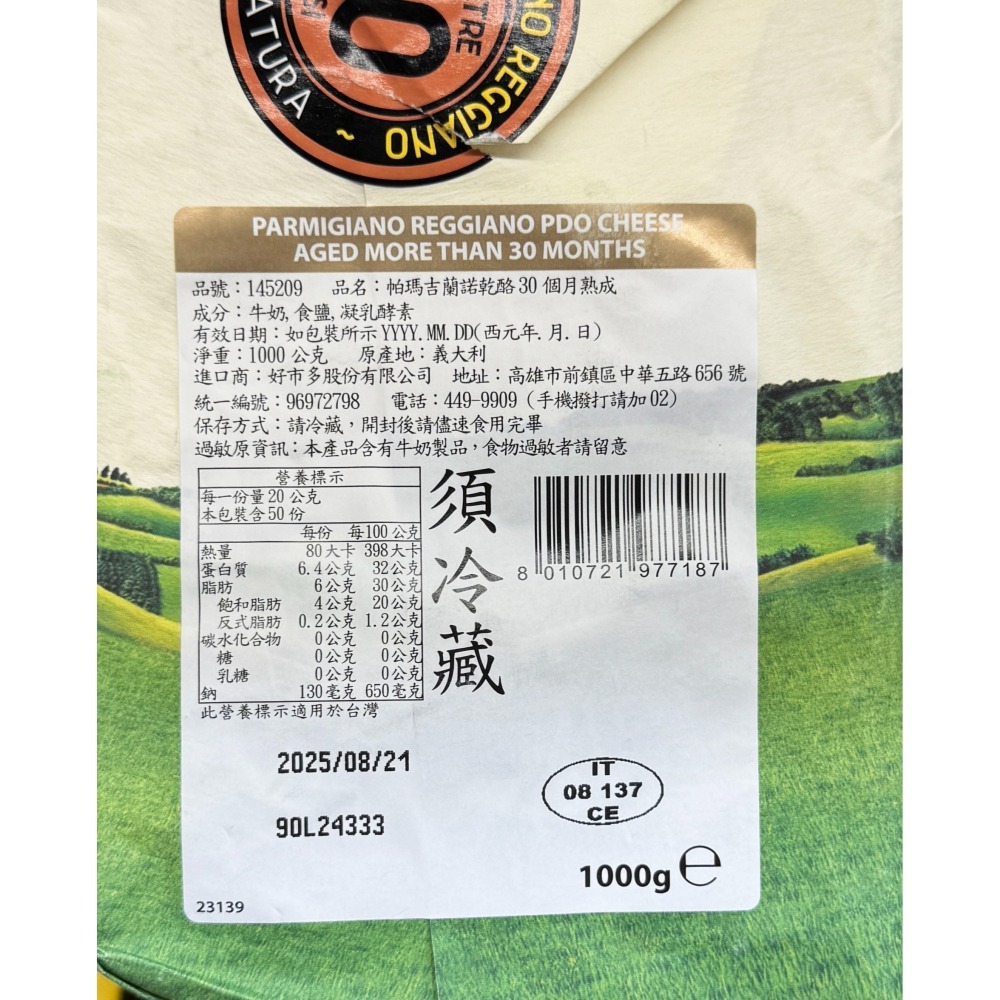 TRE
NO REGGIANO
ATURA ~
PARMIGIANO REGGIANO PDO CHEESE
AGED MORE THAN 30 MONTHS
品號：145209 品名：帕瑪吉蘭諾乾酪 30 個月熟成
成分：牛奶, 食鹽, 凝乳酵素
有效日期：如包裝所示 YYYY. MM. DD(西元年. 月. 日)
淨重：1000 公克 原產地：義大利
進口商：好市多股份有限公司 地址：高雄市前鎮區中華五路 656 號
統一編號：96972798 電話：449-9909（手機撥打請加 02）
保存方式：請冷藏，開封後請儘速食用完畢
過敏原資訊：本產品含有牛奶製品，食物過敏者請留意
營養標示
每一份量 20 公克
本包裝含 50 份
每份 每 100 公克
熱量 80 大卡 398 大卡
蛋白質 6.4 公克 32 公克
脂肪 6 公克 30 公克
飽和脂肪 4 公克 20 公克
反式脂肪 0.2 公克 1.2 公克
碳水化合物 0 公克 0 公克
糖 0 公克 0 公克
乳糖 0 公克 0 公克
鈉 130 毫克 650 毫克
此營養標示適用於台灣
須冷藏
8 010721 977187
2025/08/21
90L24333
IT
08 137
CE
1000g ℮
23139